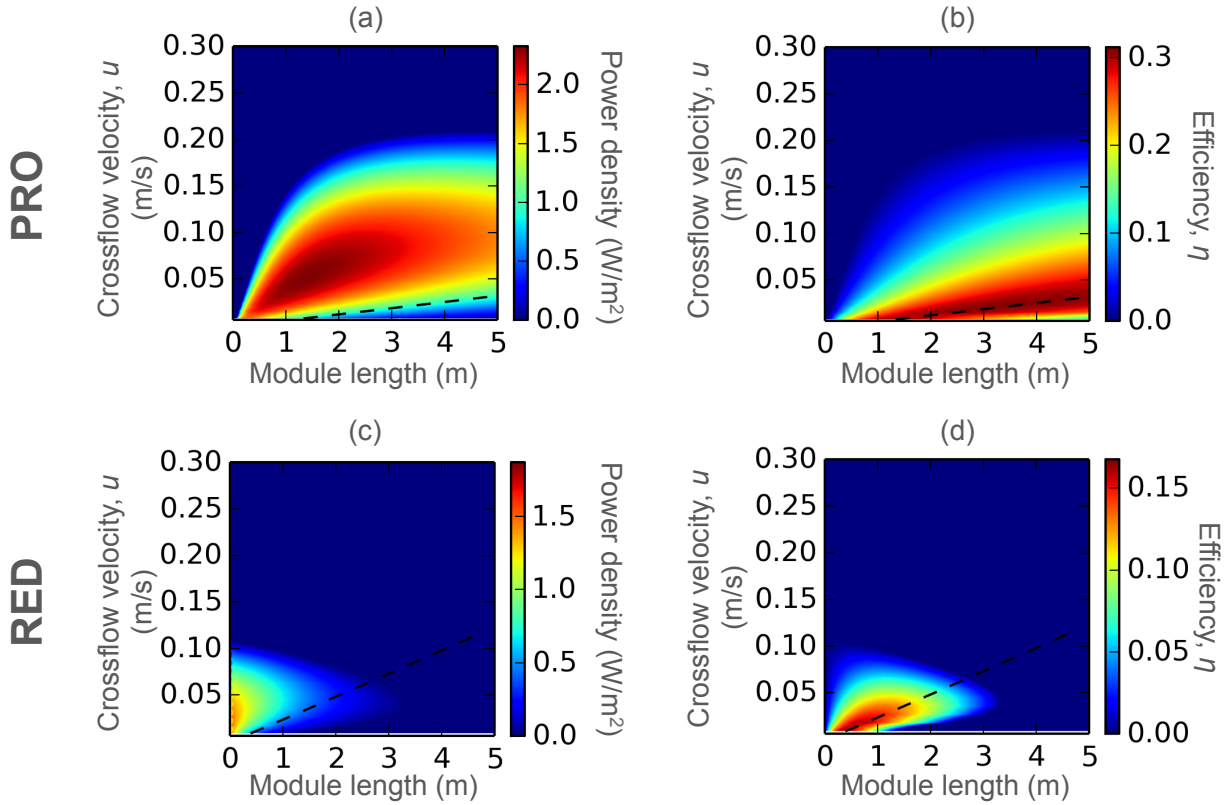 PRO
(a)
Crossflow velocity, u
(m/s)
0.30
0.25
0.20
0.15
0.10
0.05
0 1 2 3 4 5
Module length (m)
2.0
1.5
1.0
0.5
0.0
Power density (W/m²)
(b)
Crossflow velocity, u
(m/s)
0.30
0.25
0.20
0.15
0.10
0.05
0 1 2 3 4 5
Module length (m)
0.3
0.2
0.1
0.0
Efficiency, η
RED
(c)
Crossflow velocity, u
(m/s)
0.30
0.25
0.20
0.15
0.10
0.05
0 1 2 3 4 5
Module length (m)
1.5
1.0
0.5
0.0
Power density (W/m²)
(d)
Crossflow velocity, u
(m/s)
0.30
0.25
0.20
0.15
0.10
0.05
0 1 2 3 4 5
Module length (m)
0.15
0.10
0.05
0.00
Efficiency, η